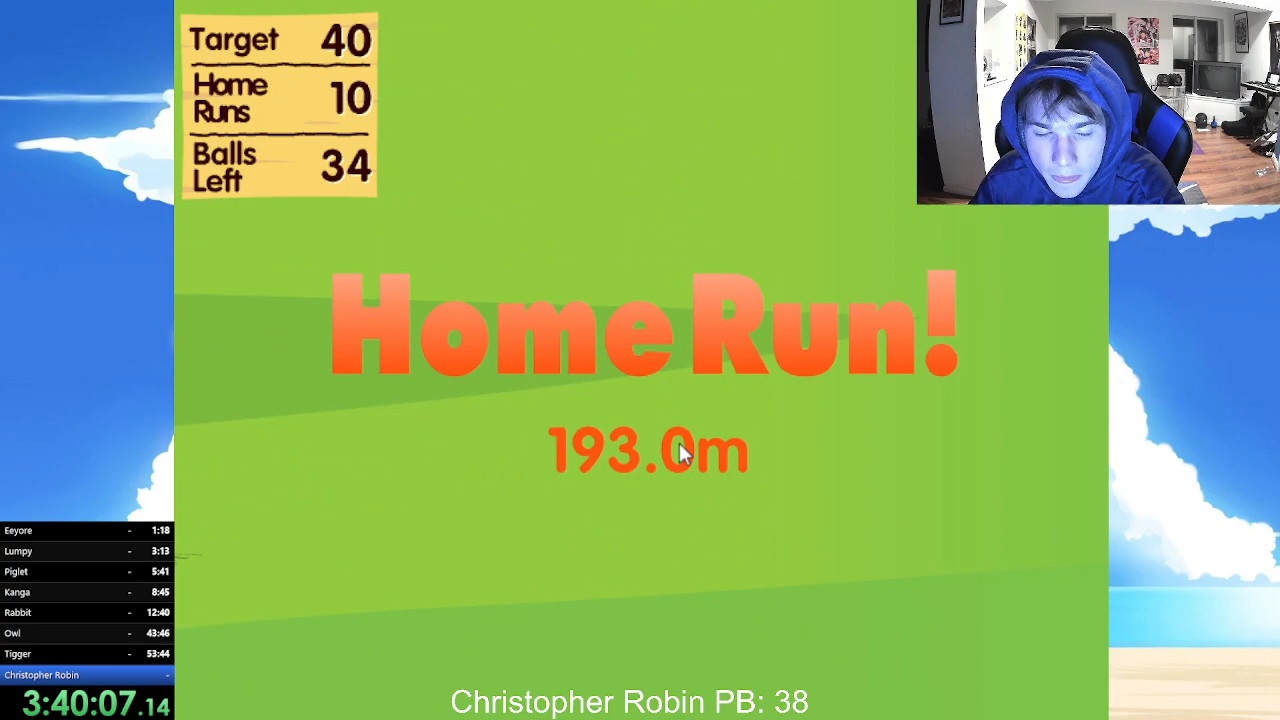 Target 40
Home Runs 10
Balls Left 34
Home Run!
193.0m
Eeyore - 1:18
Lumpy - 3:13
Piglet - 5:41
Kanga - 8:45
Rabbit - 12:40
Owl - 43:46
Tigger - 53:44
Christopher Robin -
3:40:07.14
Christopher Robin PB: 38